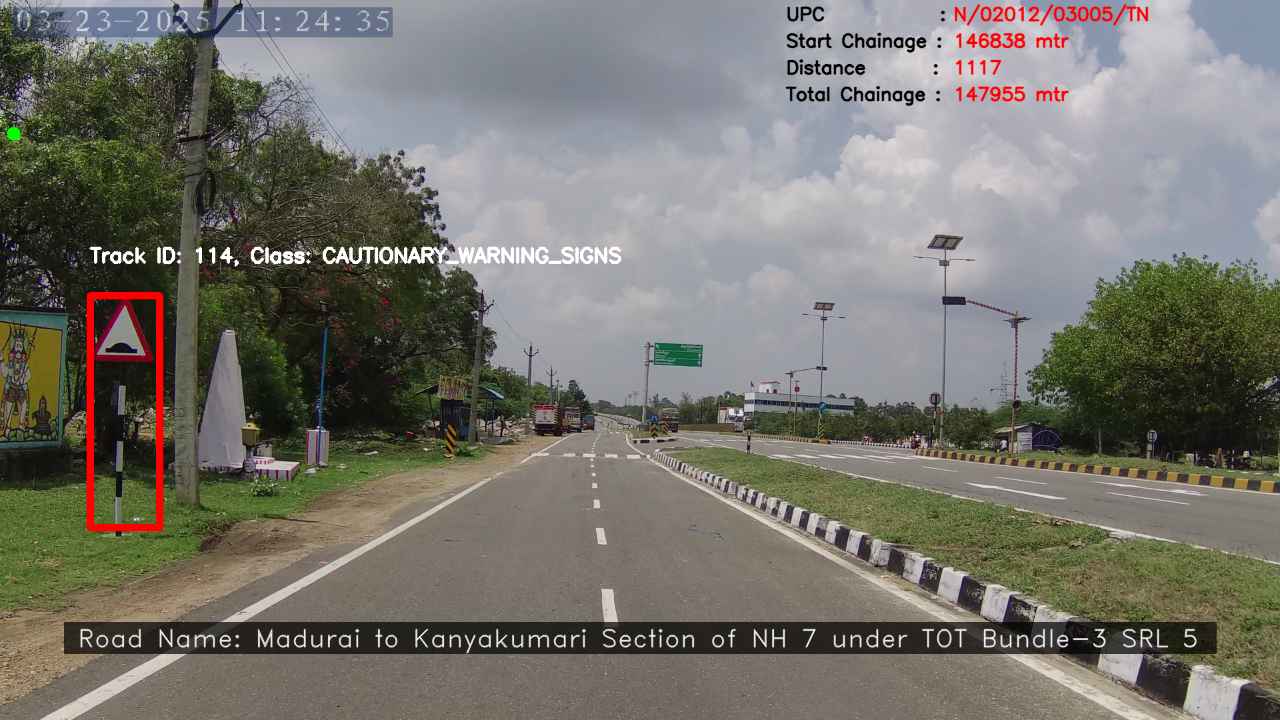 03-23-2025 11:24:35
UPC : N/02012/03005/TN
Start Chainage : 146838 mtr
Distance : 1117
Total Chainage : 147955 mtr
Track ID: 114, Class: CAUTIONARY_WARNING_SIGNS
Road Name: Madurai to Kanyakumari Section of NH 7 under TOT Bundle-3 SRL 5